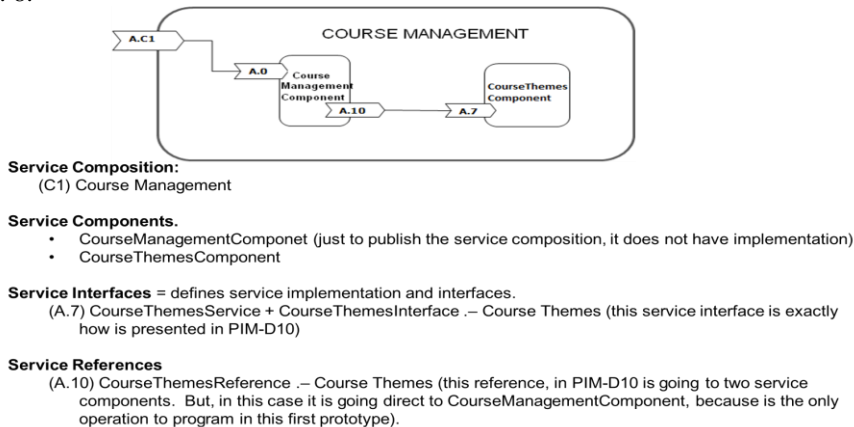 COURSE MANAGEMENT
A.C1
A.0
Course
Management
Component
A.10
A.7
CourseThemes
Component
Service Composition:
(C1) Course Management
Service Components.
• CourseManagementComponet (just to publish the service composition, it does not have implementation)
• CourseThemesComponent
Service Interfaces = defines service implementation and interfaces.
(A.7) CourseThemesService + CourseThemesInterface .– Course Themes (this service interface is exactly
how is presented in PIM-D10)
Service References
(A.10) CourseThemesReference .– Course Themes (this reference, in PIM-D10 is going to two service
components. But, in this case it is going direct to CourseManagementComponent, because is the only
operation to program in this first prototype).